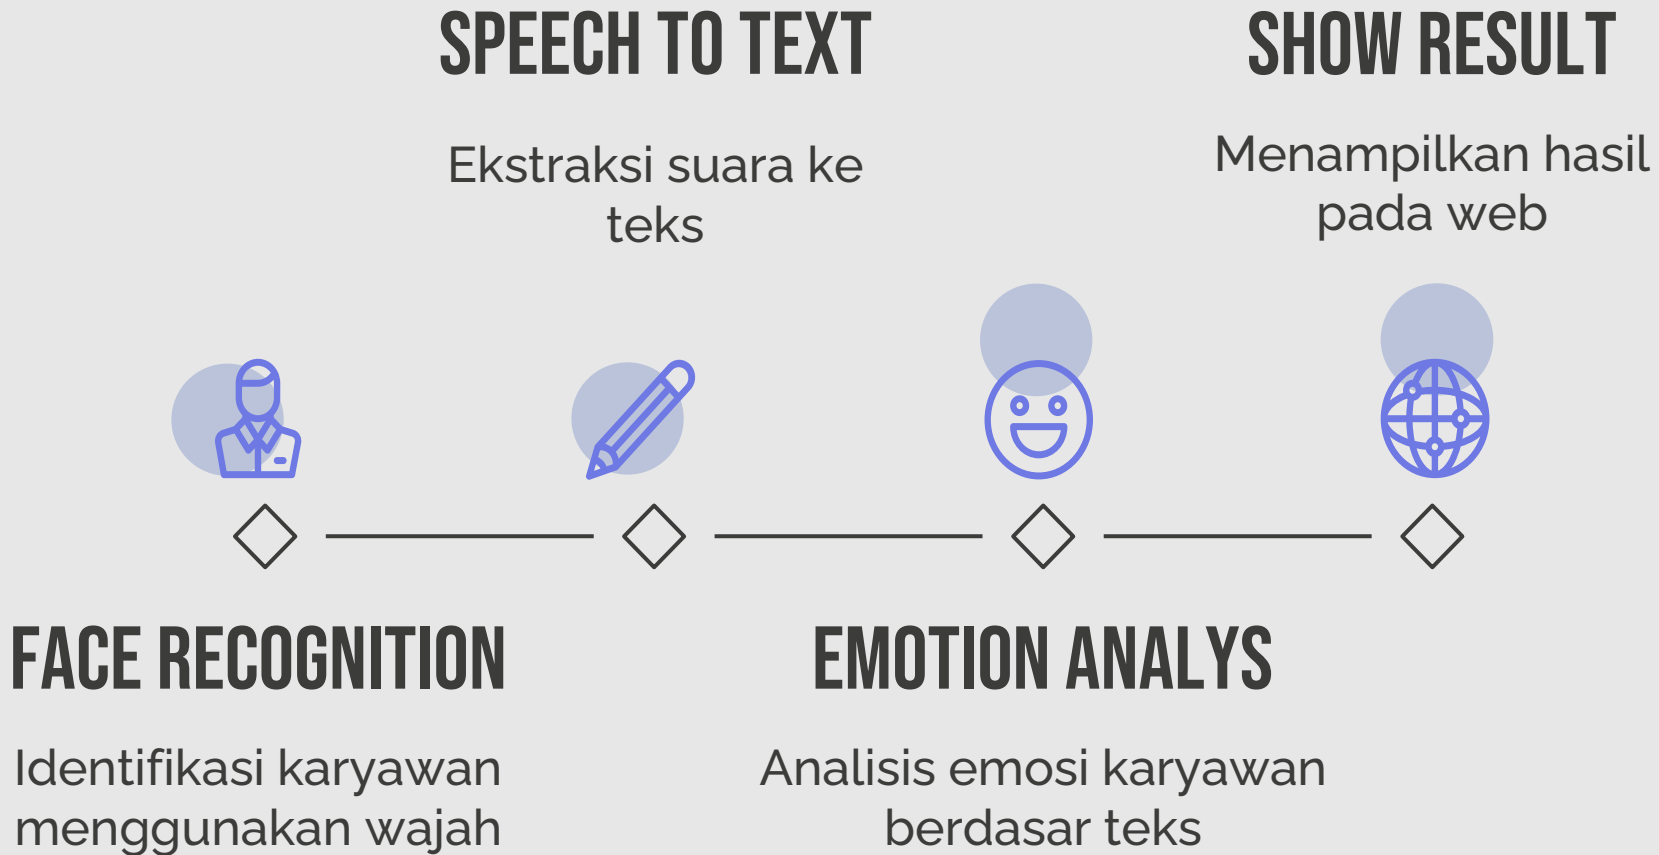 SPEECH TO TEXT
Ekstraksi suara ke
teks
SHOW RESULT
Menampilkan hasil
pada web
FACE RECOGNITION
Identifikasi karyawan
menggunakan wajah
EMOTION ANALYS
Analisis emosi karyawan
berdasar teks